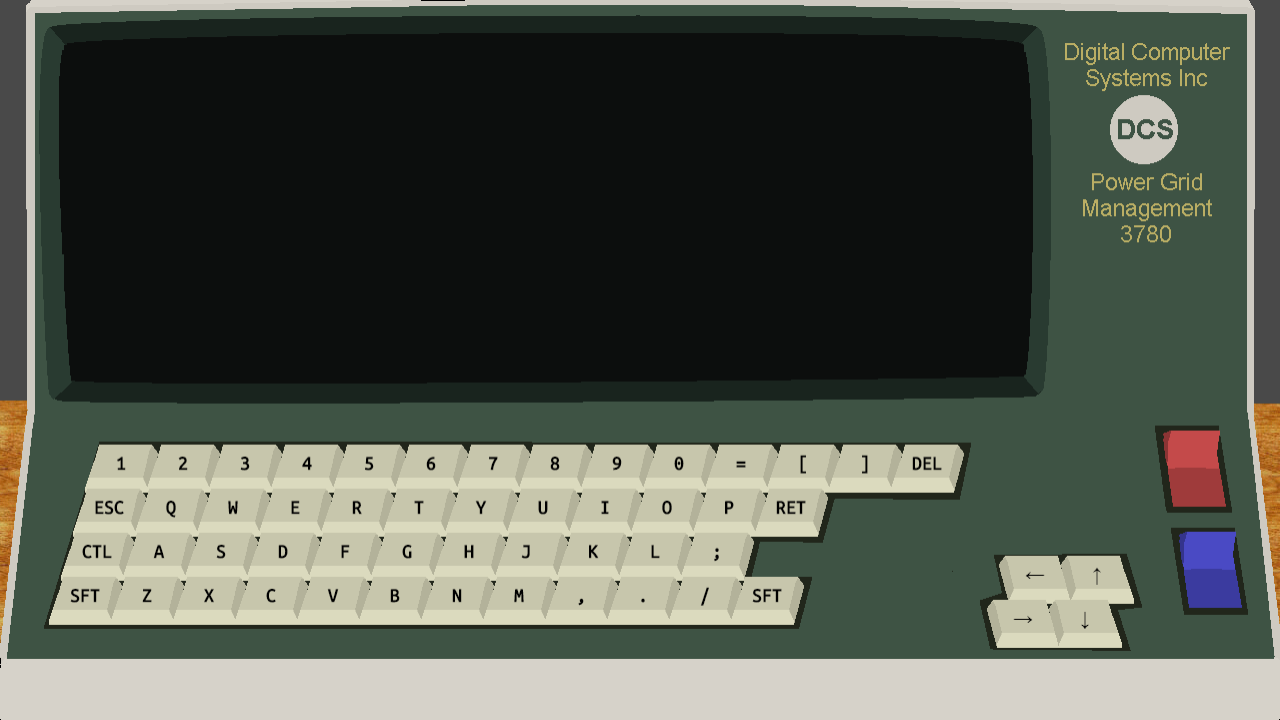 Digital Computer
Systems Inc
DCS
Power Grid
Management
3780
1 2 3 4 5 6 7 8 9 0 = [ ] DEL
ESC Q W E R T Y U I O P RET
CTL A S D F G H J K L ;
SFT Z X C V B N M , . / SFT
← ↑
→ ↓